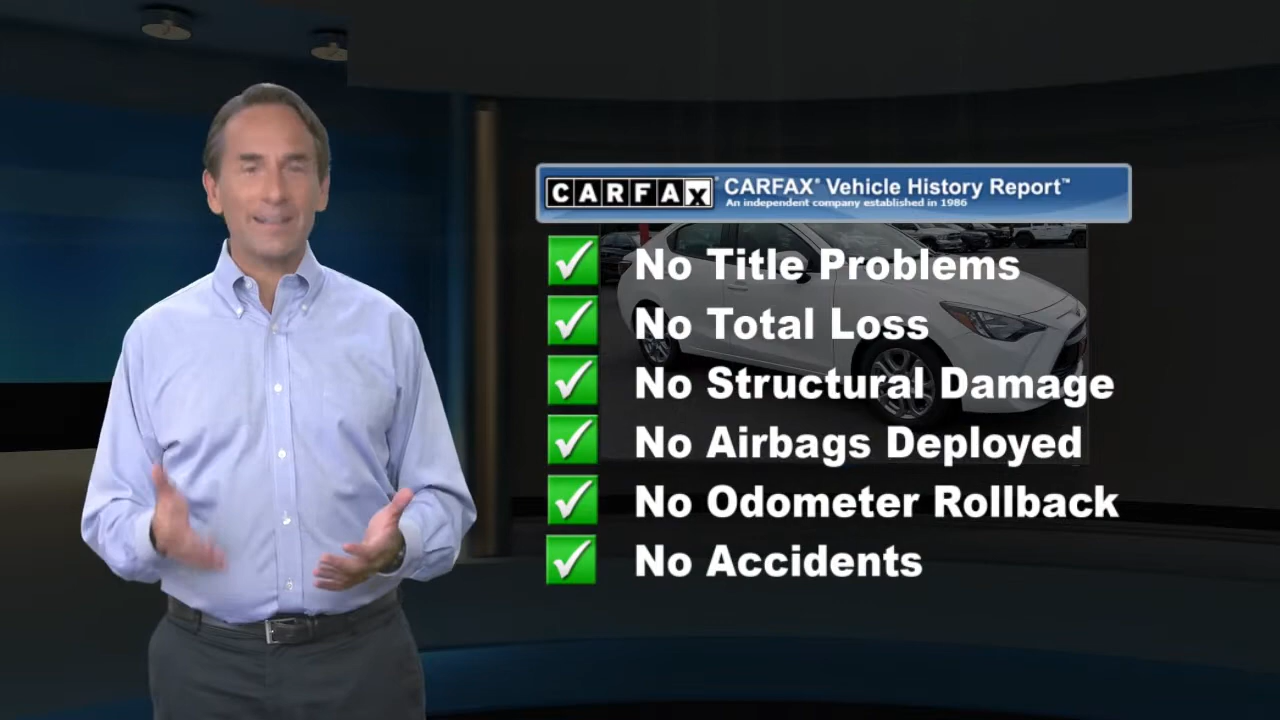 CARFAX® CARFAX® Vehicle History Report™
An independent company established in 1986
No Title Problems
No Total Loss
No Structural Damage
No Airbags Deployed
No Odometer Rollback
No Accidents